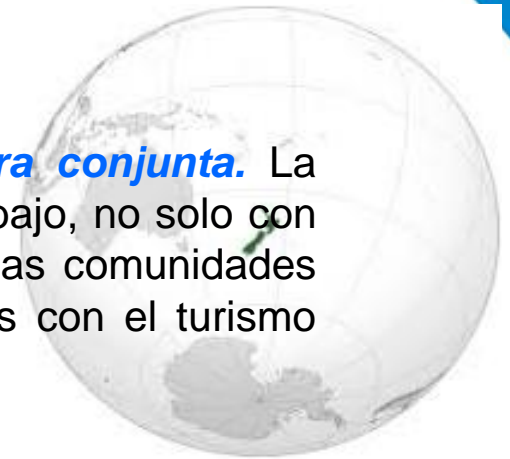 ra conjunta. La
bajo, no solo con
as comunidades
s con el turismo